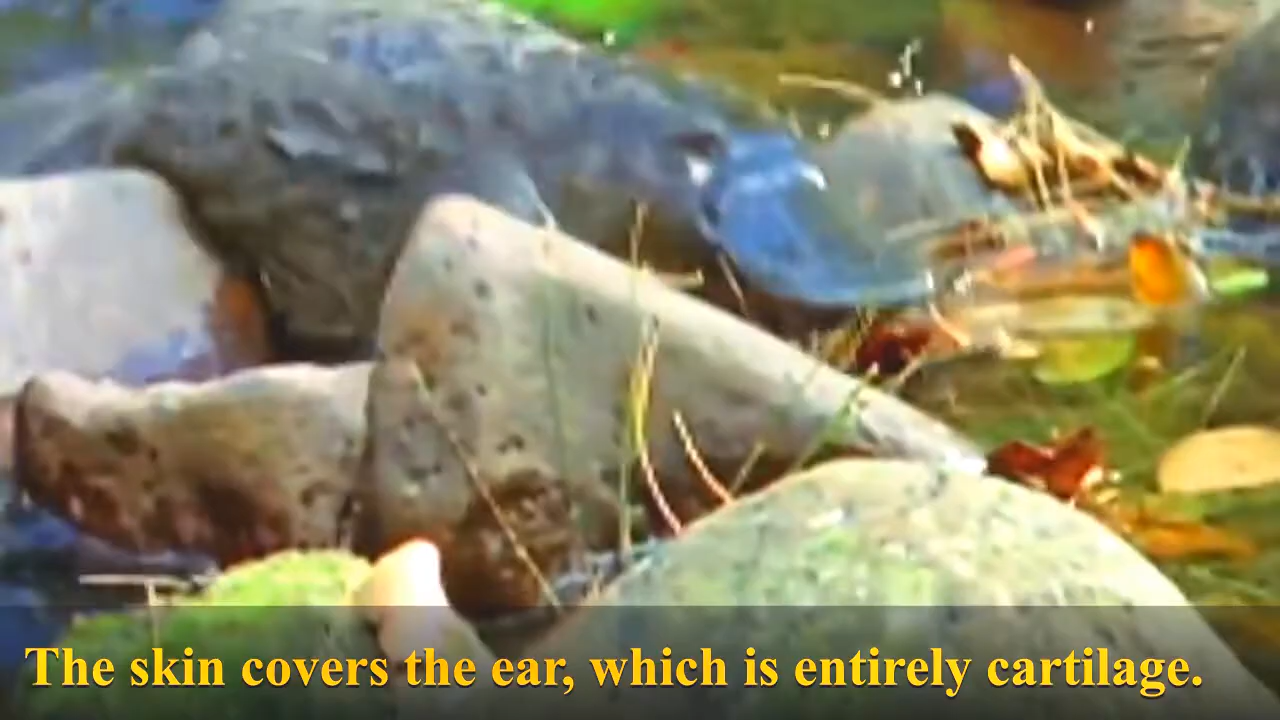 The skin covers the ear, which is entirely cartilage.